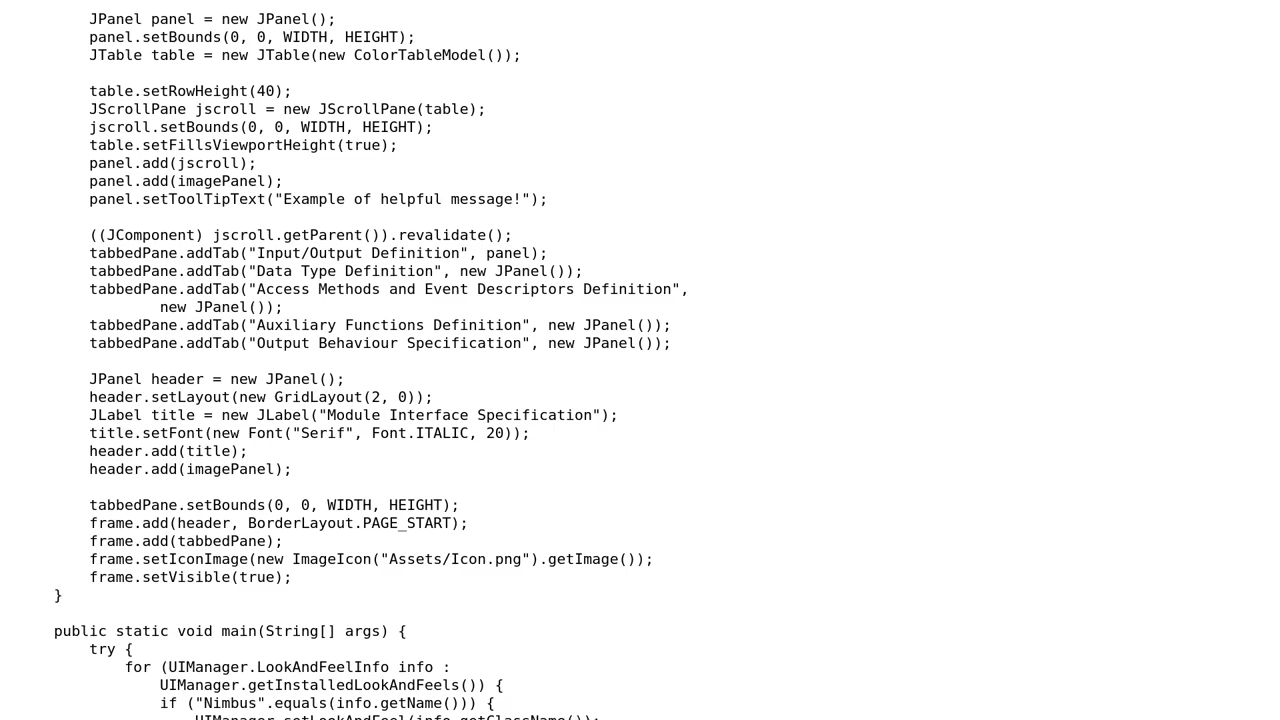 JPanel panel = new JPanel();
panel.setBounds(0, 0, WIDTH, HEIGHT);
JTable table = new JTable(new ColorTableModel());
table.setRowHeight(40);
JScrollPane jscroll = new JScrollPane(table);
jscroll.setBounds(0, 0, WIDTH, HEIGHT);
table.setFillsViewportHeight(true);
panel.add(jscroll);
panel.add(imagePanel);
panel.setToolTipText("Example of helpful message!");
((JComponent) jscroll.getParent()).revalidate();
tabbedPane.addTab("Input/Output Definition", panel);
tabbedPane.addTab("Data Type Definition", new JPanel());
tabbedPane.addTab("Access Methods and Event Descriptors Definition",
new JPanel());
tabbedPane.addTab("Auxiliary Functions Definition", new JPanel());
tabbedPane.addTab("Output Behaviour Specification", new JPanel());
JPanel header = new JPanel();
header.setLayout(new GridLayout(2, 0));
JLabel title = new JLabel("Module Interface Specification");
title.setFont(new Font("Serif", Font.ITALIC, 20));
header.add(title);
header.add(imagePanel);
tabbedPane.setBounds(0, 0, WIDTH, HEIGHT);
frame.add(header, BorderLayout.PAGE_START);
frame.add(tabbedPane);
frame.setIconImage(new ImageIcon("Assets/Icon.png").getImage());
frame.setVisible(true);
}
public static void main(String[] args) {
try {
for (UIManager.LookAndFeelInfo info :
UIManager.getInstalledLookAndFeels()) {
if ("Nimbus".equals(info.getName())) {
UIManager.setLookAndFeel(info.getClassName());